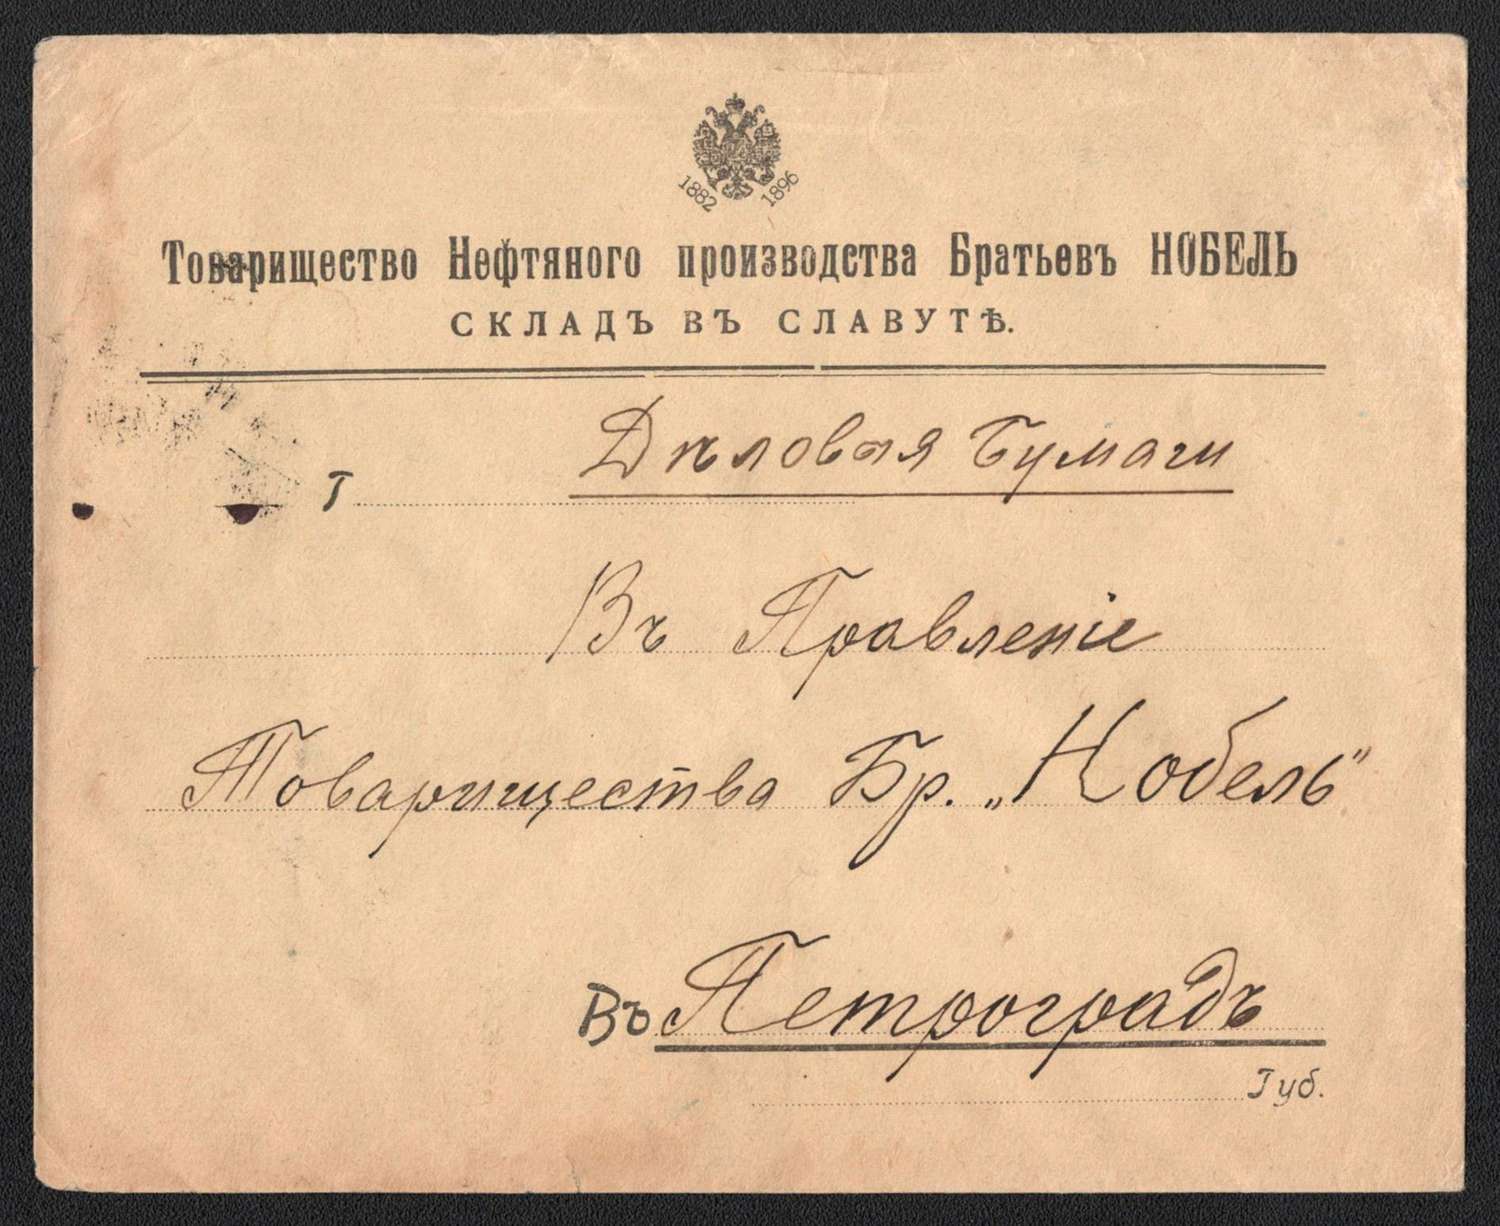 1882 1896
Товарищество Нефтяного производства Братьевъ НОБЕЛЬ
СКЛАДЪ ВЪ СЛАВУТѢ.
Дѣловыя бумаги
Г
Въ Правленіе
Товарищества Бр. „Нобель"
Въ Петроградъ
Губ.